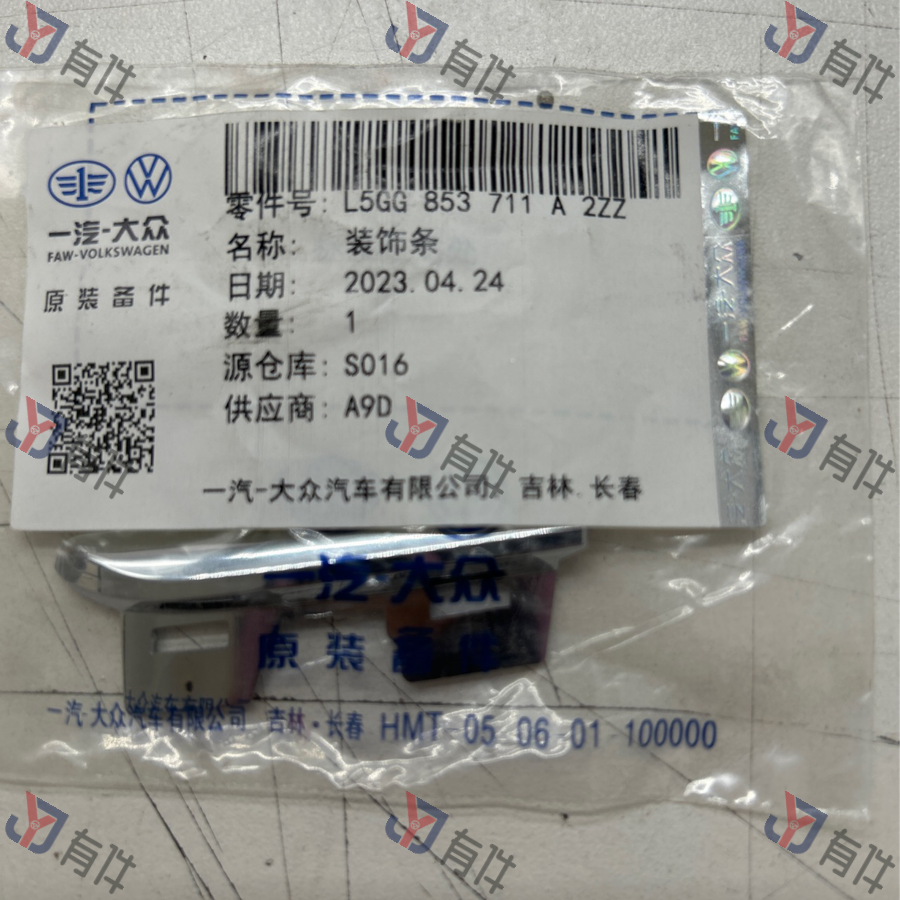 有件
有件
有件
零件号: L5GG 853 711 A 2ZZ
名称: 装饰条
日期: 2023.04.24
数量: 1
源仓库: S016
供应商: A9D
一汽-大众
FAW-VOLKSWAGEN
原装备件
一汽-大众汽车有限公司 吉林.长春
有件
有件
有件
一汽·大众
原装备件
一汽·大众汽车有限公司 吉林·长春 HMT 05 06 01 100000
有件
有件
有件